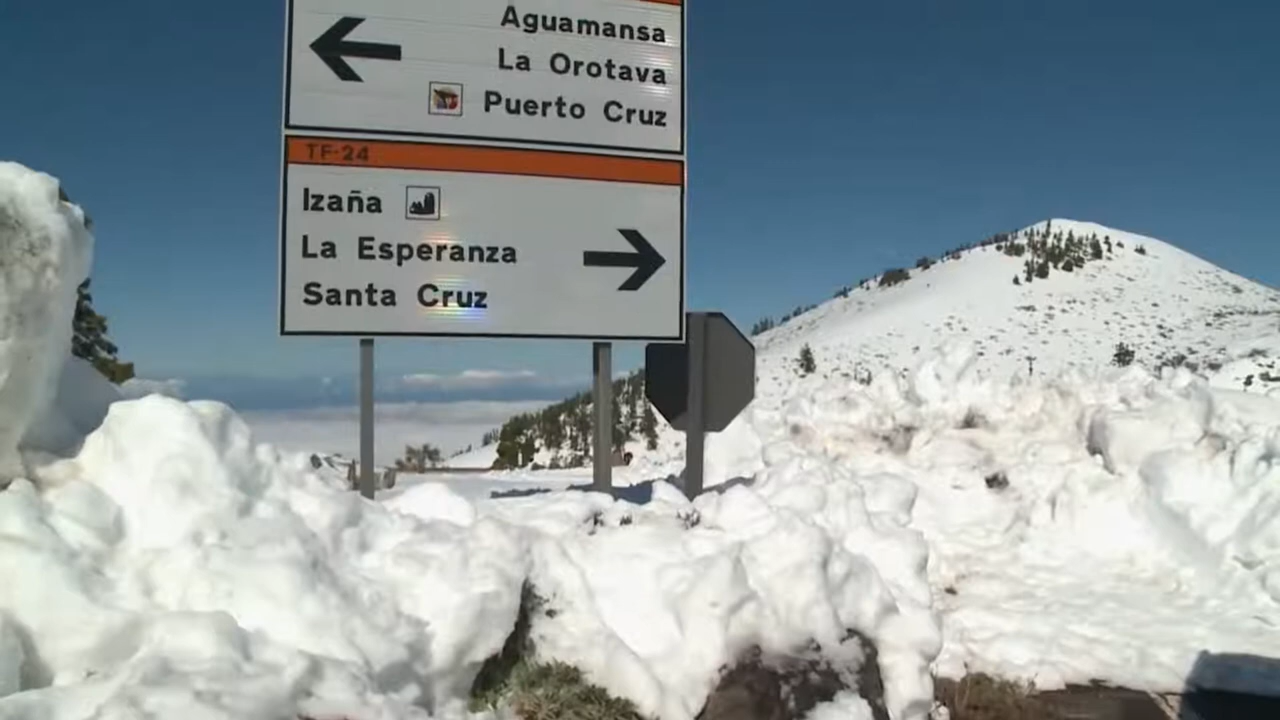 Aguamansa
La Orotava
Puerto Cruz
TF-24
Izaña
La Esperanza
Santa Cruz